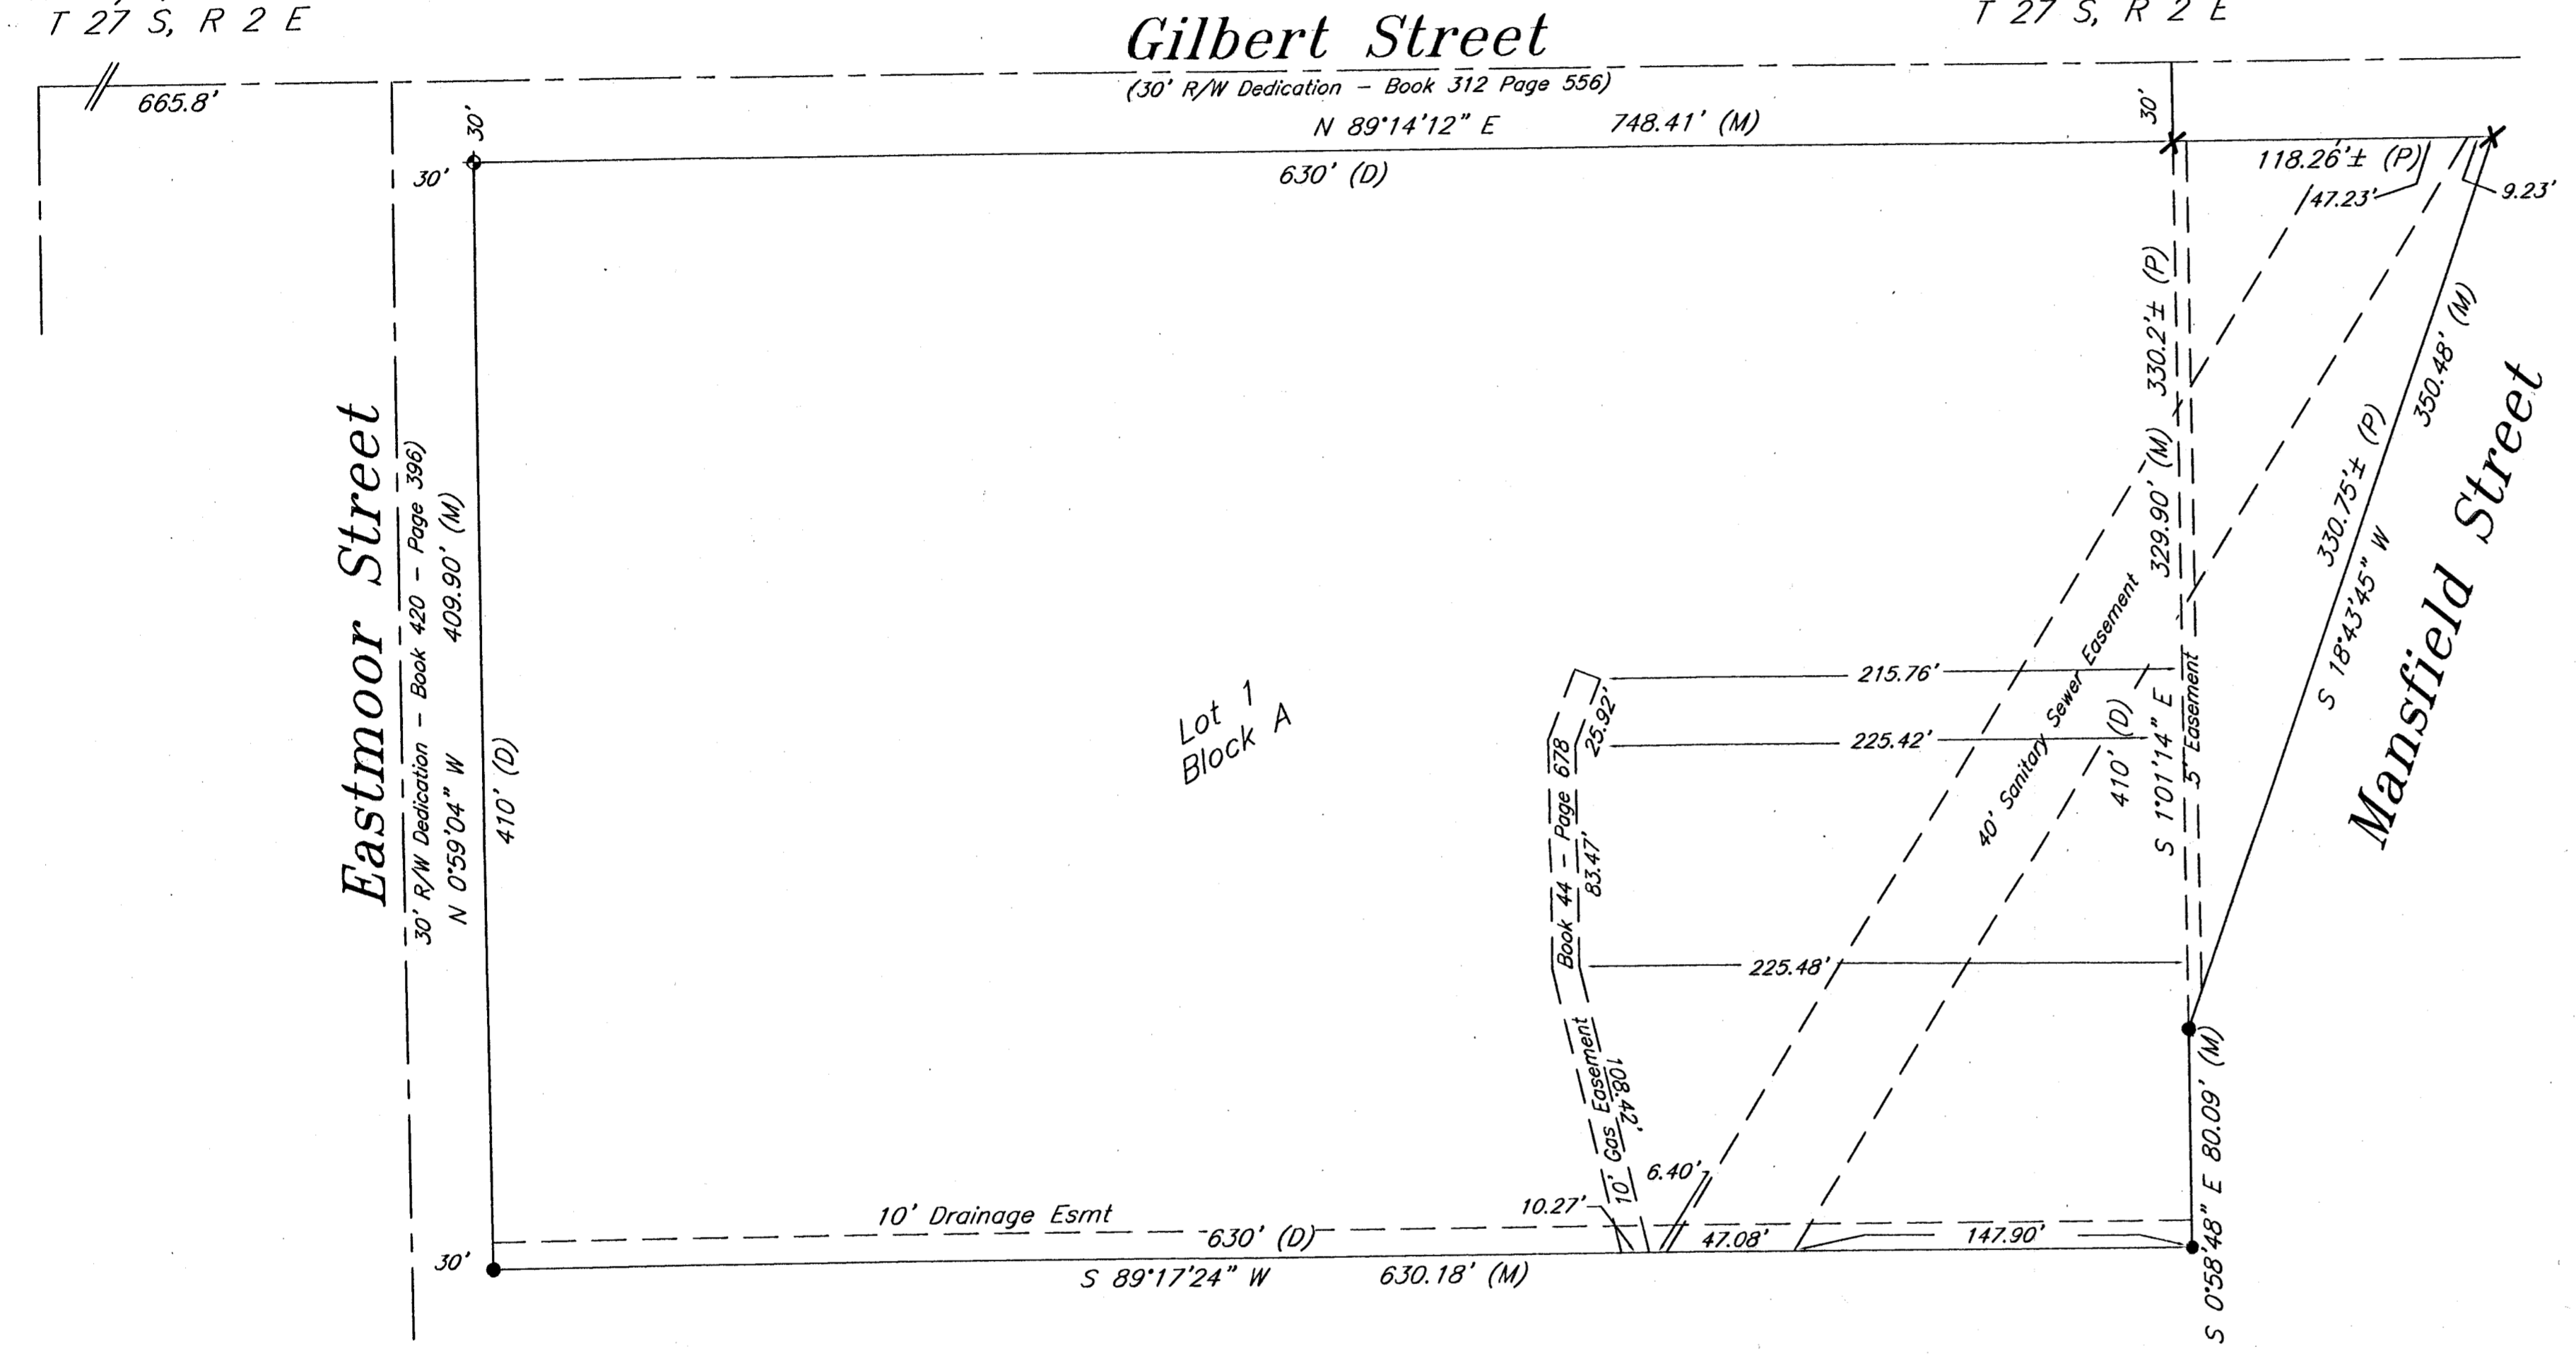 T 27 S, R 2 E
T 27 S, R 2 E
Gilbert Street
(30' R/W Dedication - Book 312 Page 556)
665.8'
N 89°14'12" E 748.41' (M)
30'
30'
30'
630' (D)
118.26'± (P)
47.23'
9.23'
330.2'± (P)
329.90' (M)
350.48' (M)
330.75'± (P)
S 18°43'45" W
Mansfield Street
Eastmoor Street
30' R/W Dedication - Book 420 - Page 396)
409.90' (M)
N 0°59'04" W
410' (D)
Lot 1
Block A
215.76'
25.92'
225.42'
40' Sanitary Sewer Easement
410' (D)
S 1°01'14" E
5' Easement
Book 44 - Page 678
83.47'
225.48'
10' Gas Easement
108.42'
6.40'
10.27'
10' Drainage Esmt
630' (D)
47.08'
147.90'
30'
S 89°17'24" W 630.18' (M)
S 0°58'48" E 80.09' (M)